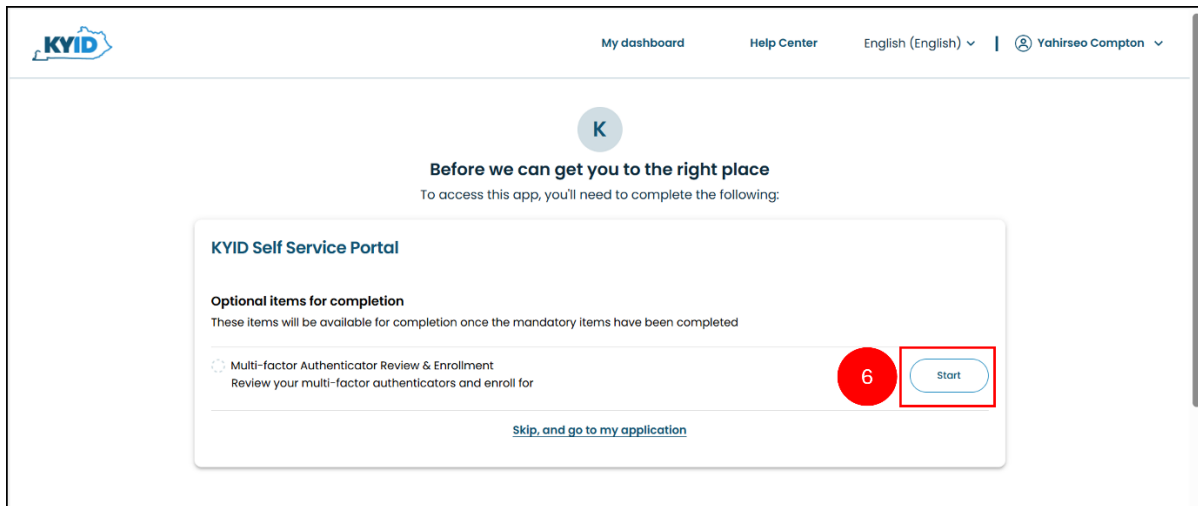 KYID
My dashboard Help Center English (English) Yahirseo Compton
K
Before we can get you to the right place
To access this app, you'll need to complete the following:
KYID Self Service Portal
Optional items for completion
These items will be available for completion once the mandatory items have been completed
Multi-factor Authenticator Review & Enrollment
Review your multi-factor authenticators and enroll for
6 Start
Skip, and go to my application